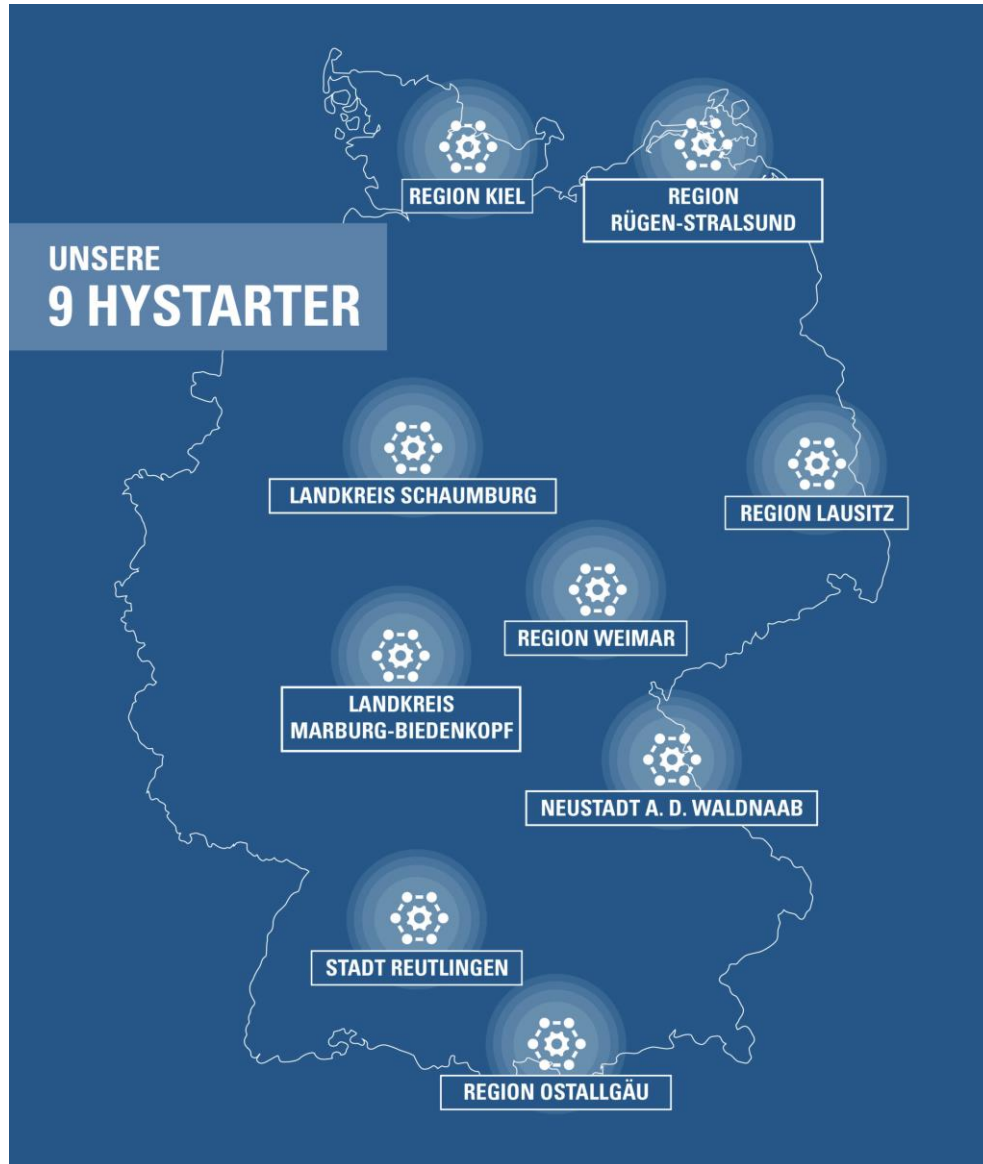 REGION KIEL
REGION
RÜGEN-STRALSUND
UNSERE
9 HYSTARTER
LANDKREIS SCHAUMBURG
REGION LAUSITZ
REGION WEIMAR
LANDKREIS
MARBURG-BIEDENKOPF
NEUSTADT A. D. WALDNAAB
STADT REUTLINGEN
REGION OSTALLGÄU